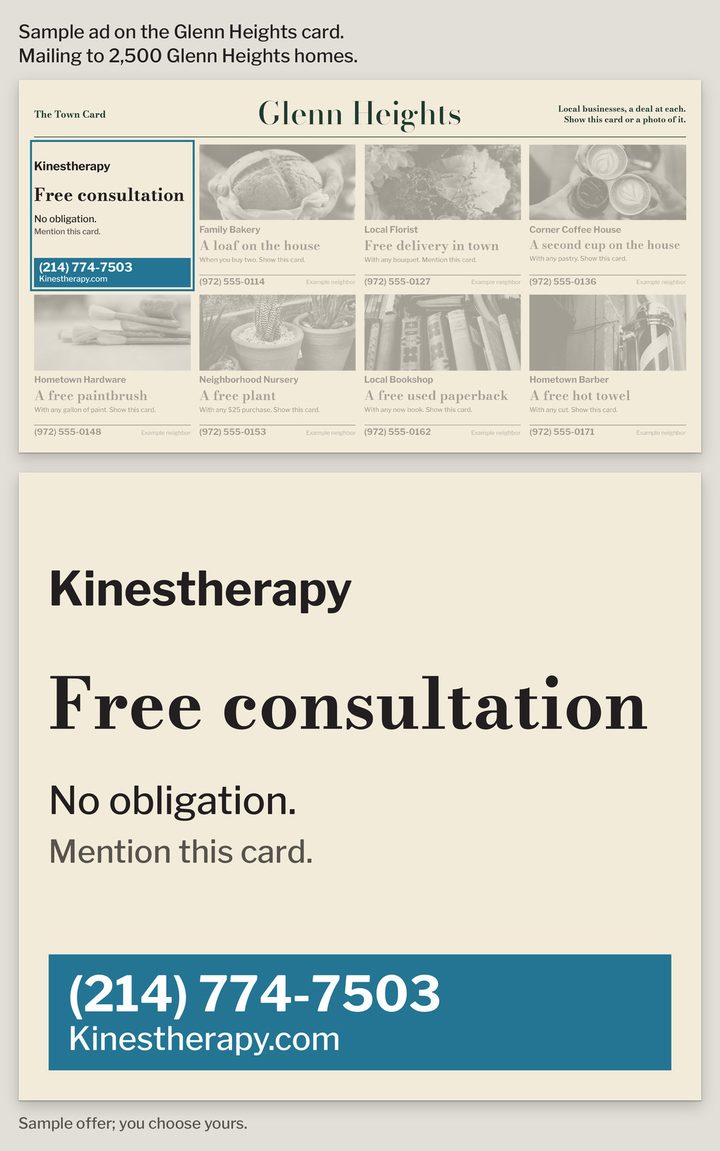 Sample ad on the Glenn Heights card.
Mailing to 2,500 Glenn Heights homes.
The Town Card
Glenn Heights
Local businesses, a deal at each.
Show this card or a photo of it.
Kinestherapy
Free consultation
No obligation.
Mention this card.
(214) 774-7503
Kinestherapy.com
Family Bakery
A loaf on the house
When you buy two. Show this card.
(972) 555-0114
Example neighbor
Local Florist
Free delivery in town
With any bouquet. Mention this card.
(972) 555-0127
Example neighbor
Corner Coffee House
A second cup on the house
With any pastry. Show this card.
(972) 555-0136
Example neighbor
Hometown Hardware
A free paintbrush
With any gallon of paint. Show this card.
(972) 555-0148
Example neighbor
Neighborhood Nursery
A free plant
With any $25 purchase. Show this card.
(972) 555-0153
Example neighbor
Local Bookshop
A free used paperback
With any new book. Show this card.
(972) 555-0162
Example neighbor
Hometown Barber
A free hot towel
With any cut. Show this card.
(972) 555-0171
Example neighbor
Kinestherapy
Free consultation
No obligation.
Mention this card.
(214) 774-7503
Kinestherapy.com
Sample offer; you choose yours.